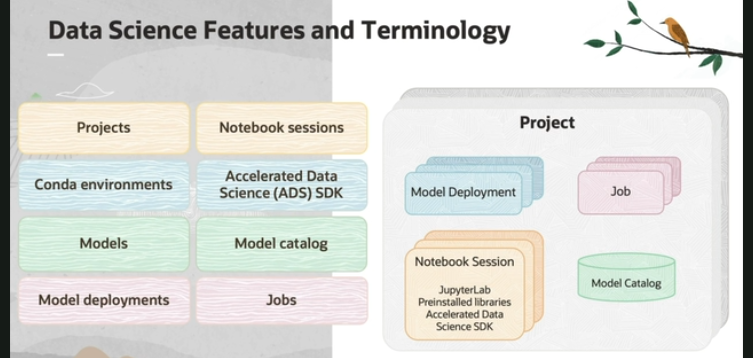 Data Science Features and Terminology
Projects
Notebook sessions
Conda environments
Accelerated Data
Science (ADS) SDK
Models
Model catalog
Model deployments
Jobs
Project
Model Deployment
Job
Notebook Session
JupyterLab
Preinstalled libraries
Accelerated Data
Science SDK
Model Catalog